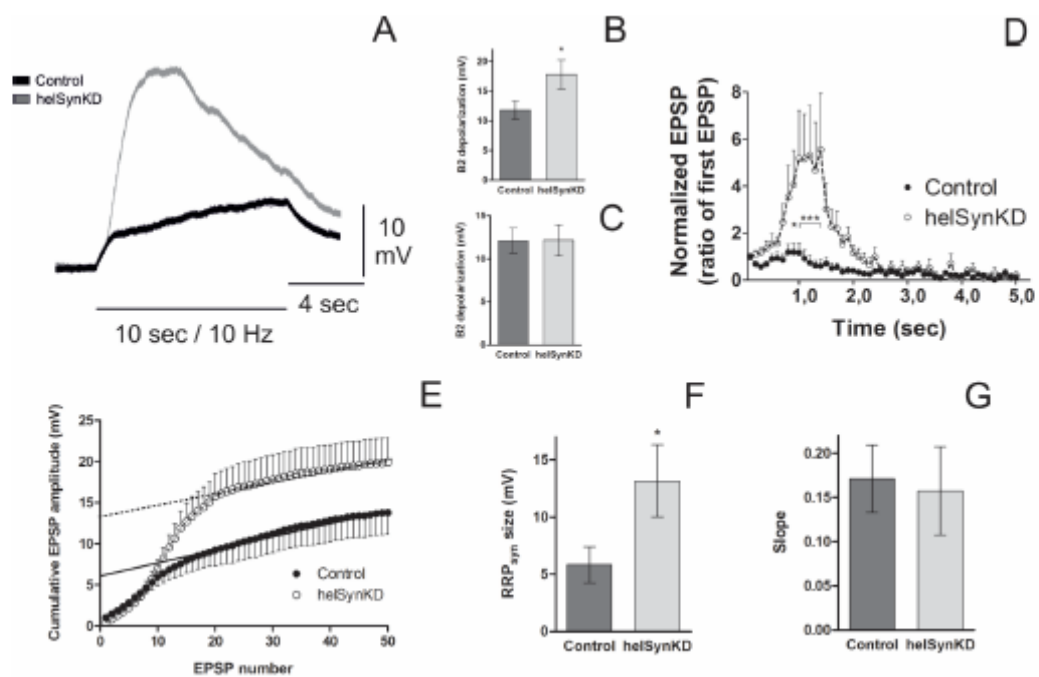 A
Control
helSynKD
10
mV
4 sec
10 sec / 10 Hz
B
B2 depolarization (mV)
20
15
10
5
0
*
Control helSynKD
C
B2 depolarization (mV)
15
10
5
0
Control helSynKD
D
Normalized EPSP
(ratio of first EPSP)
8
6
4
2
0
* ***
Control
helSynKD
1,0 2,0 3,0 4,0 5,0
Time (sec)
E
Cumulative EPSP amplitude (mV)
25
20
15
10
5
0
Control
helSynKD
0 10 20 30 40 50
EPSP number
F
RRPsyn size (mV)
15
10
5
0
*
Control helSynKD
G
Slope
0.20
0.15
0.10
0.05
0.00
Control helSynKD